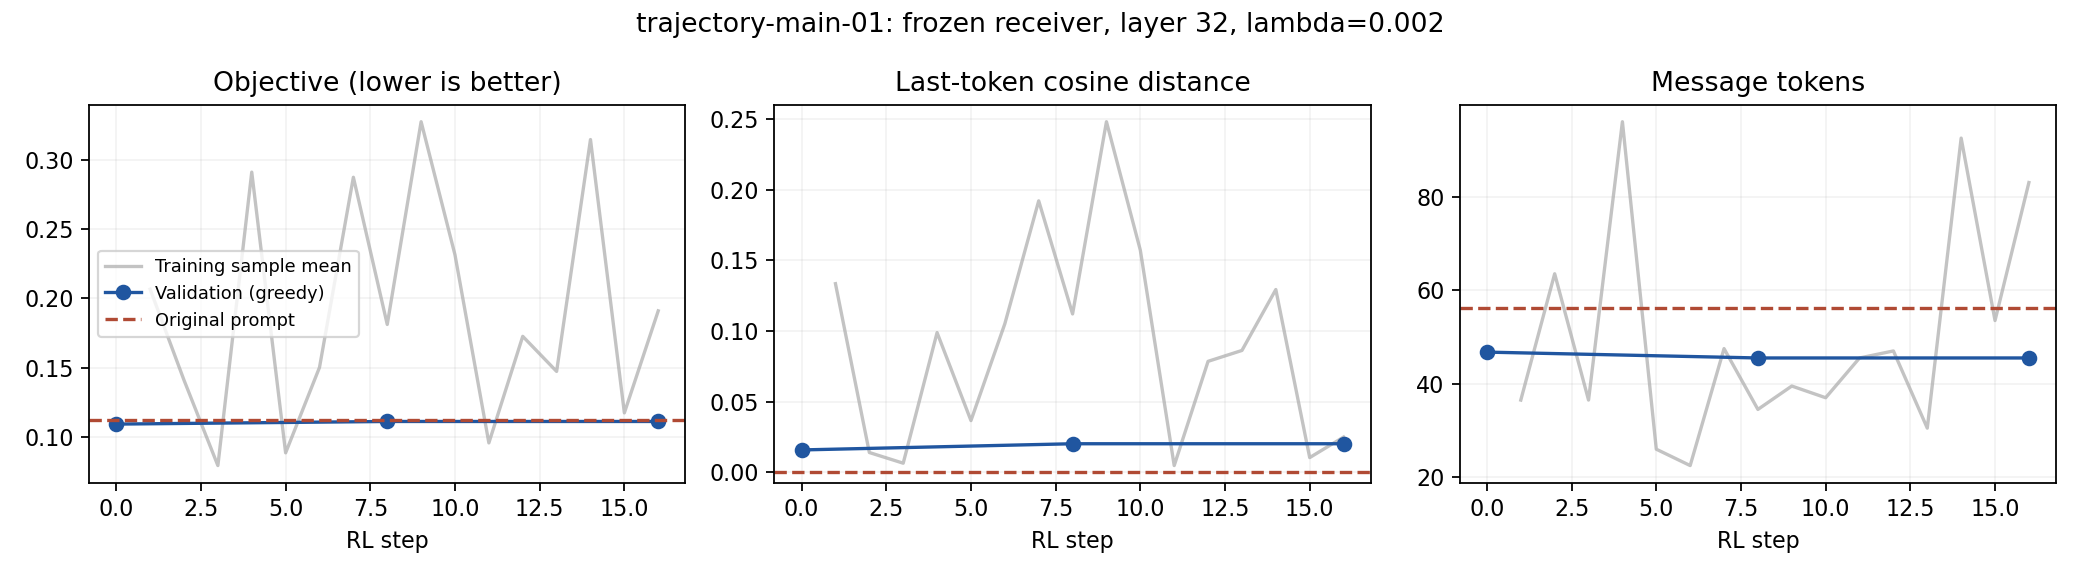 trajectory-main-01: frozen receiver, layer 32, lambda=0.002
Objective (lower is better)
0.30
0.25
0.20
0.15
0.10
Training sample mean
Validation (greedy)
Original prompt
0.0 2.5 5.0 7.5 10.0 12.5 15.0
RL step
Last-token cosine distance
0.25
0.20
0.15
0.10
0.05
0.00
0.0 2.5 5.0 7.5 10.0 12.5 15.0
RL step
Message tokens
80
60
40
20
0.0 2.5 5.0 7.5 10.0 12.5 15.0
RL step